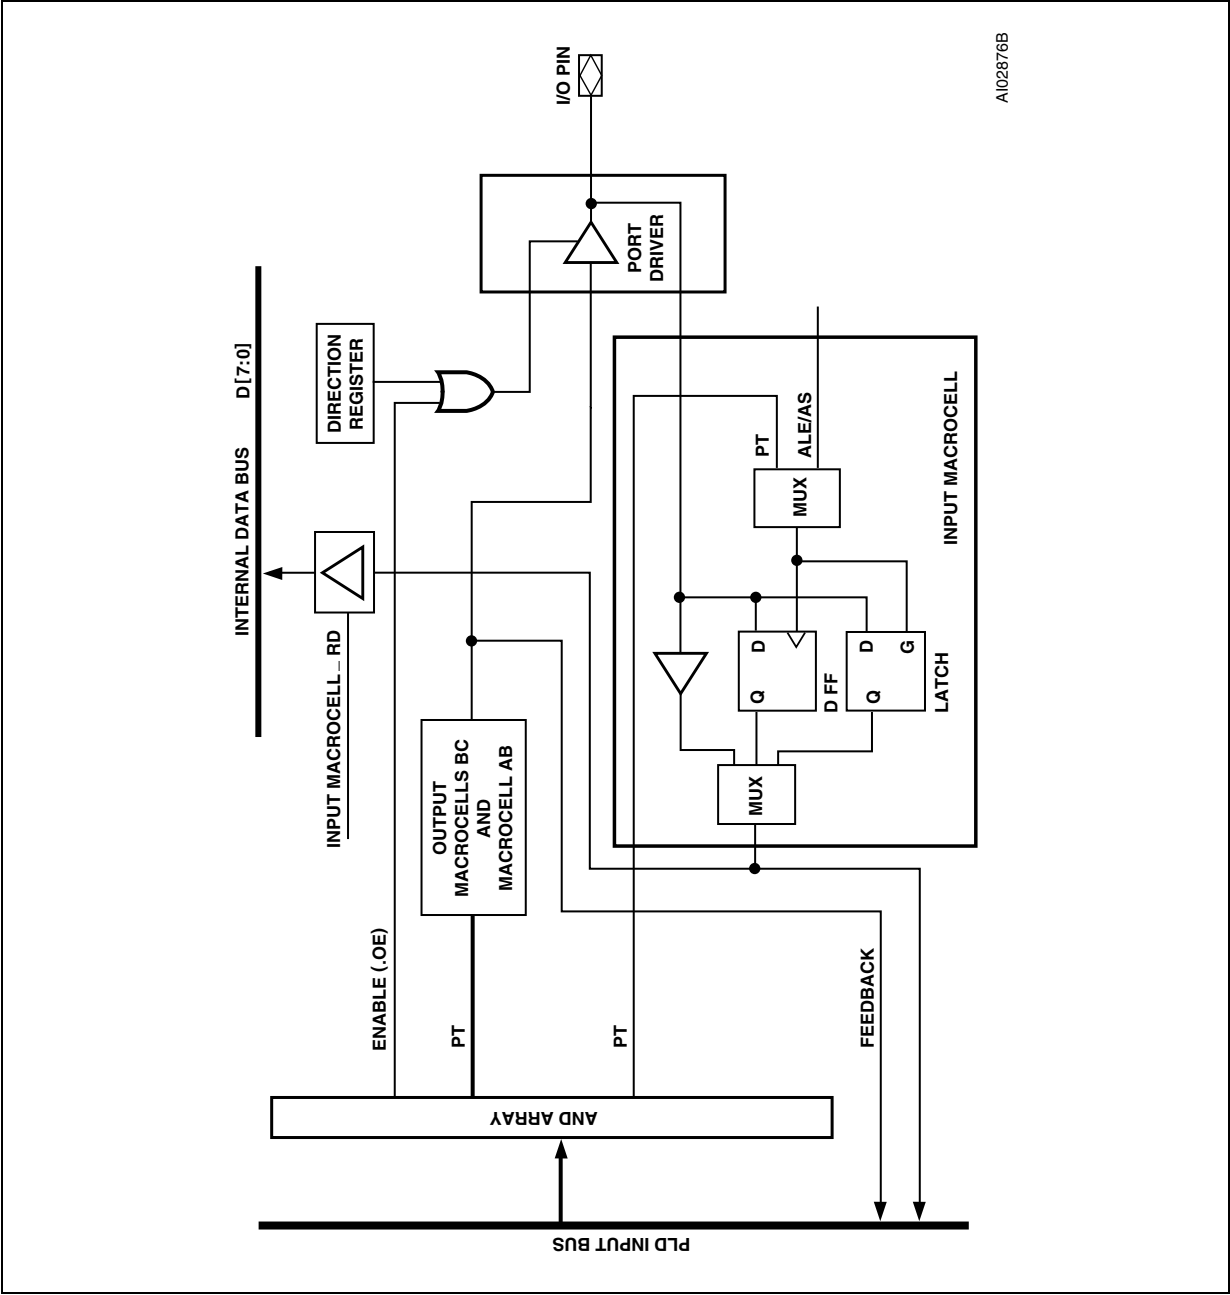 INTERNAL DATA BUS D[7:0]
INPUT MACROCELL_ RD
DIRECTION
REGISTER
ENABLE (.OE)
OUTPUT
MACROCELLS BC
AND
MACROCELL AB
PT
I/O PIN
PORT
DRIVER
AND ARRAY
PT
PLD INPUT BUS
MUX
D
Q
D FF
PT
ALE/AS
MUX
D
G
Q
LATCH
INPUT MACROCELL
FEEDBACK
AI02876B